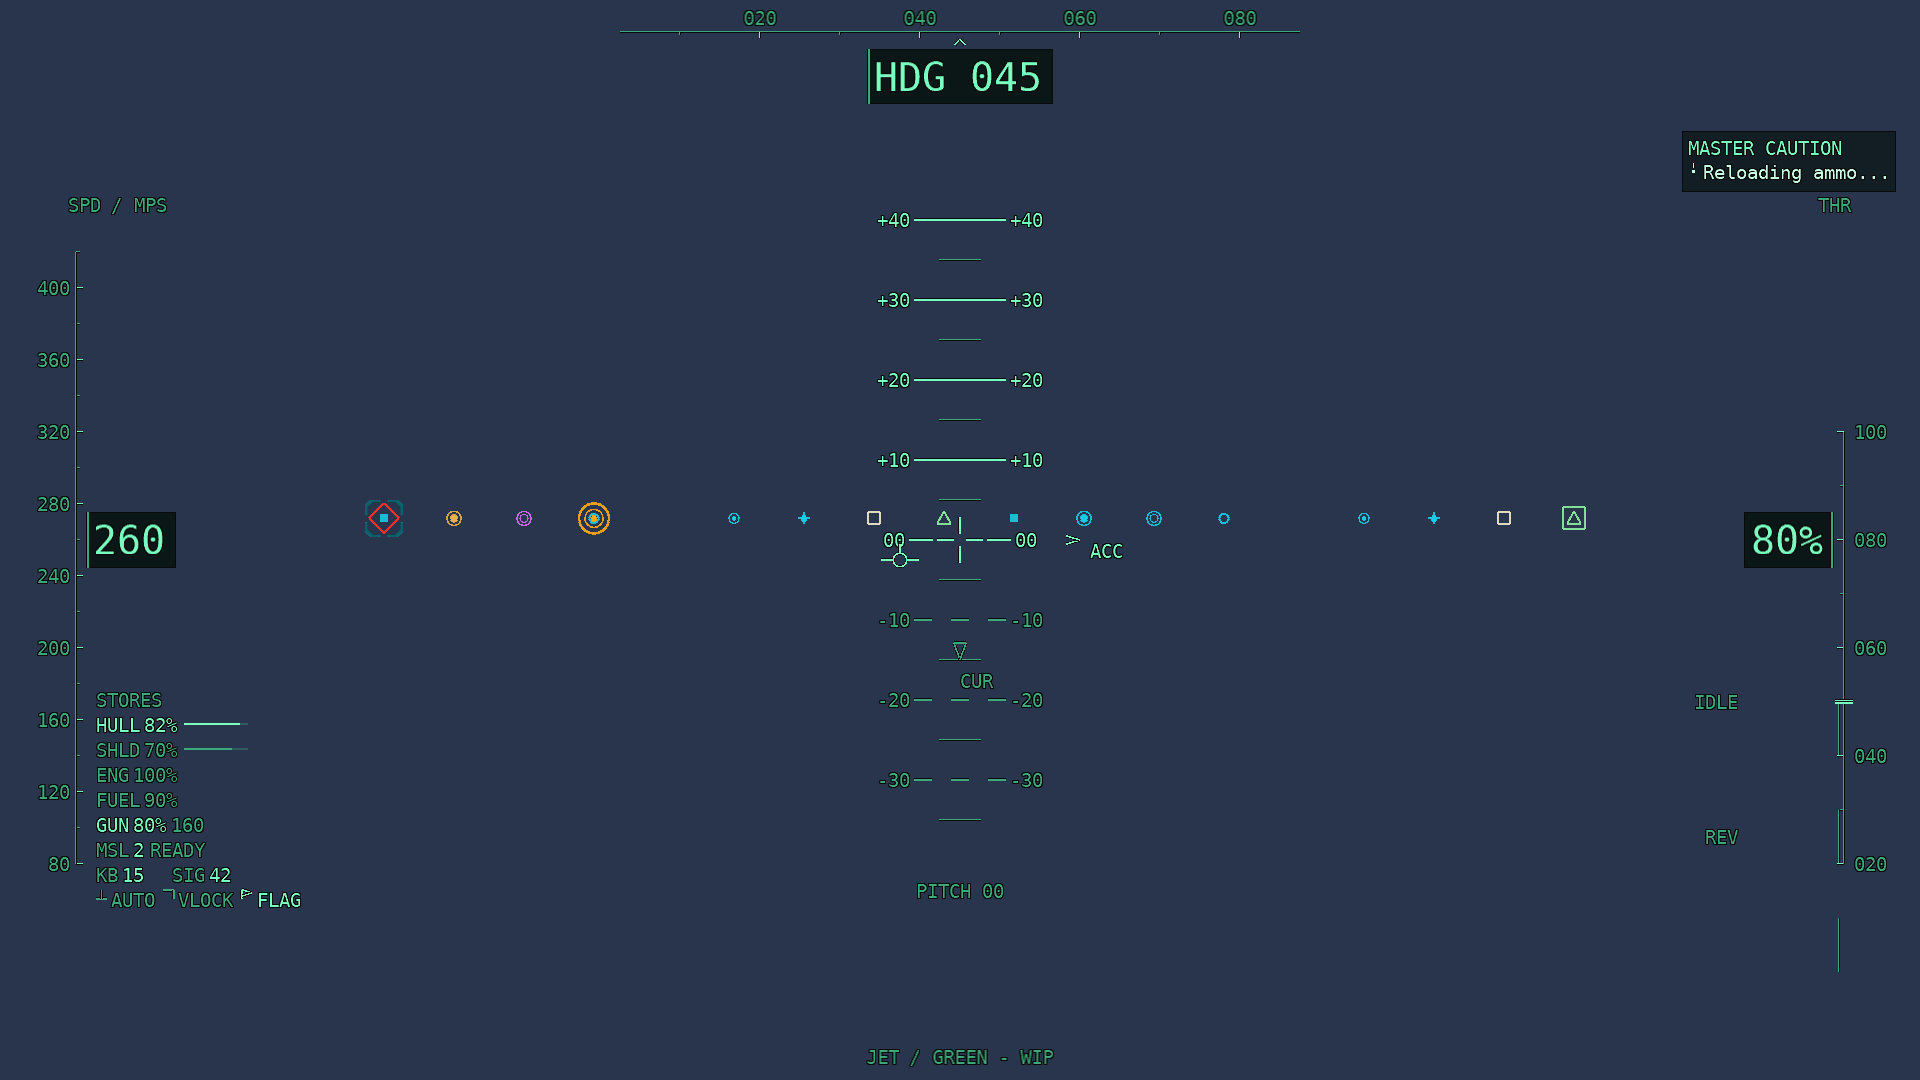 020 040 060 080
HDG 045
MASTER CAUTION
Reloading ammo...
SPD / MPS
THR
+40 +40
400
+30 +30
360
+20 +20
320
100
+10 +10
280
260
00 00
ACC
80%
080
240
-10 -10
200
060
CUR
-20 -20
IDLE
160
040
-30 -30
120
REV
80
020
STORES
HULL 82%
SHLD 70%
ENG 100%
FUEL 90%
GUN 80% 160
MSL 2 READY
KB 15 SIG 42
AUTO VLOCK FLAG
PITCH 00
JET / GREEN - WIP